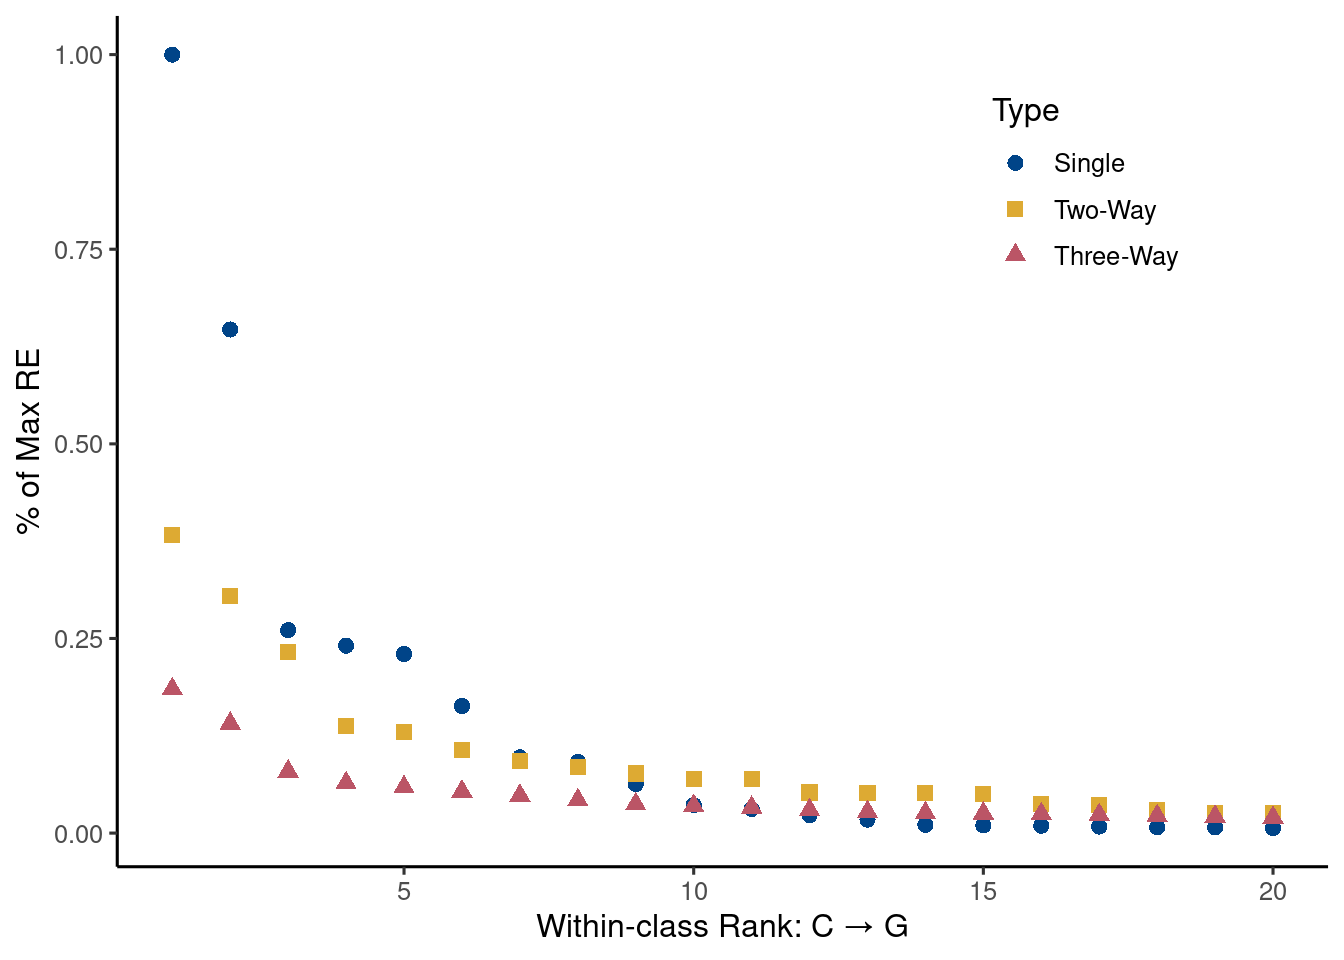 1.00
0.75
0.50
0.25
0.00
% of Max RE
Type
Single
Two-Way
Three-Way
5
10
15
20
Within-class Rank: C → G